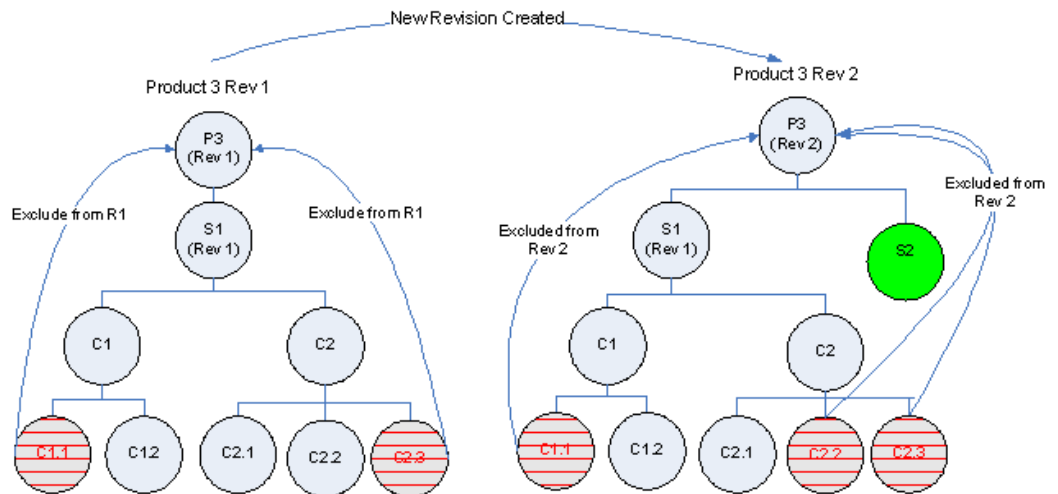 New Revision Created
Product 3 Rev 1
Product 3 Rev 2
P3
(Rev 1)
P3
(Rev 2)
Exclude from R1
Exclude from R1
S1
(Rev 1)
Excluded from
Rev 2
S1
(Rev 1)
S2
Excluded from
Rev 2
C1
C2
C1
C2
C1.1
C1.2
C2.1
C2.2
C2.3
C1.1
C1.2
C2.1
C2.2
C2.3